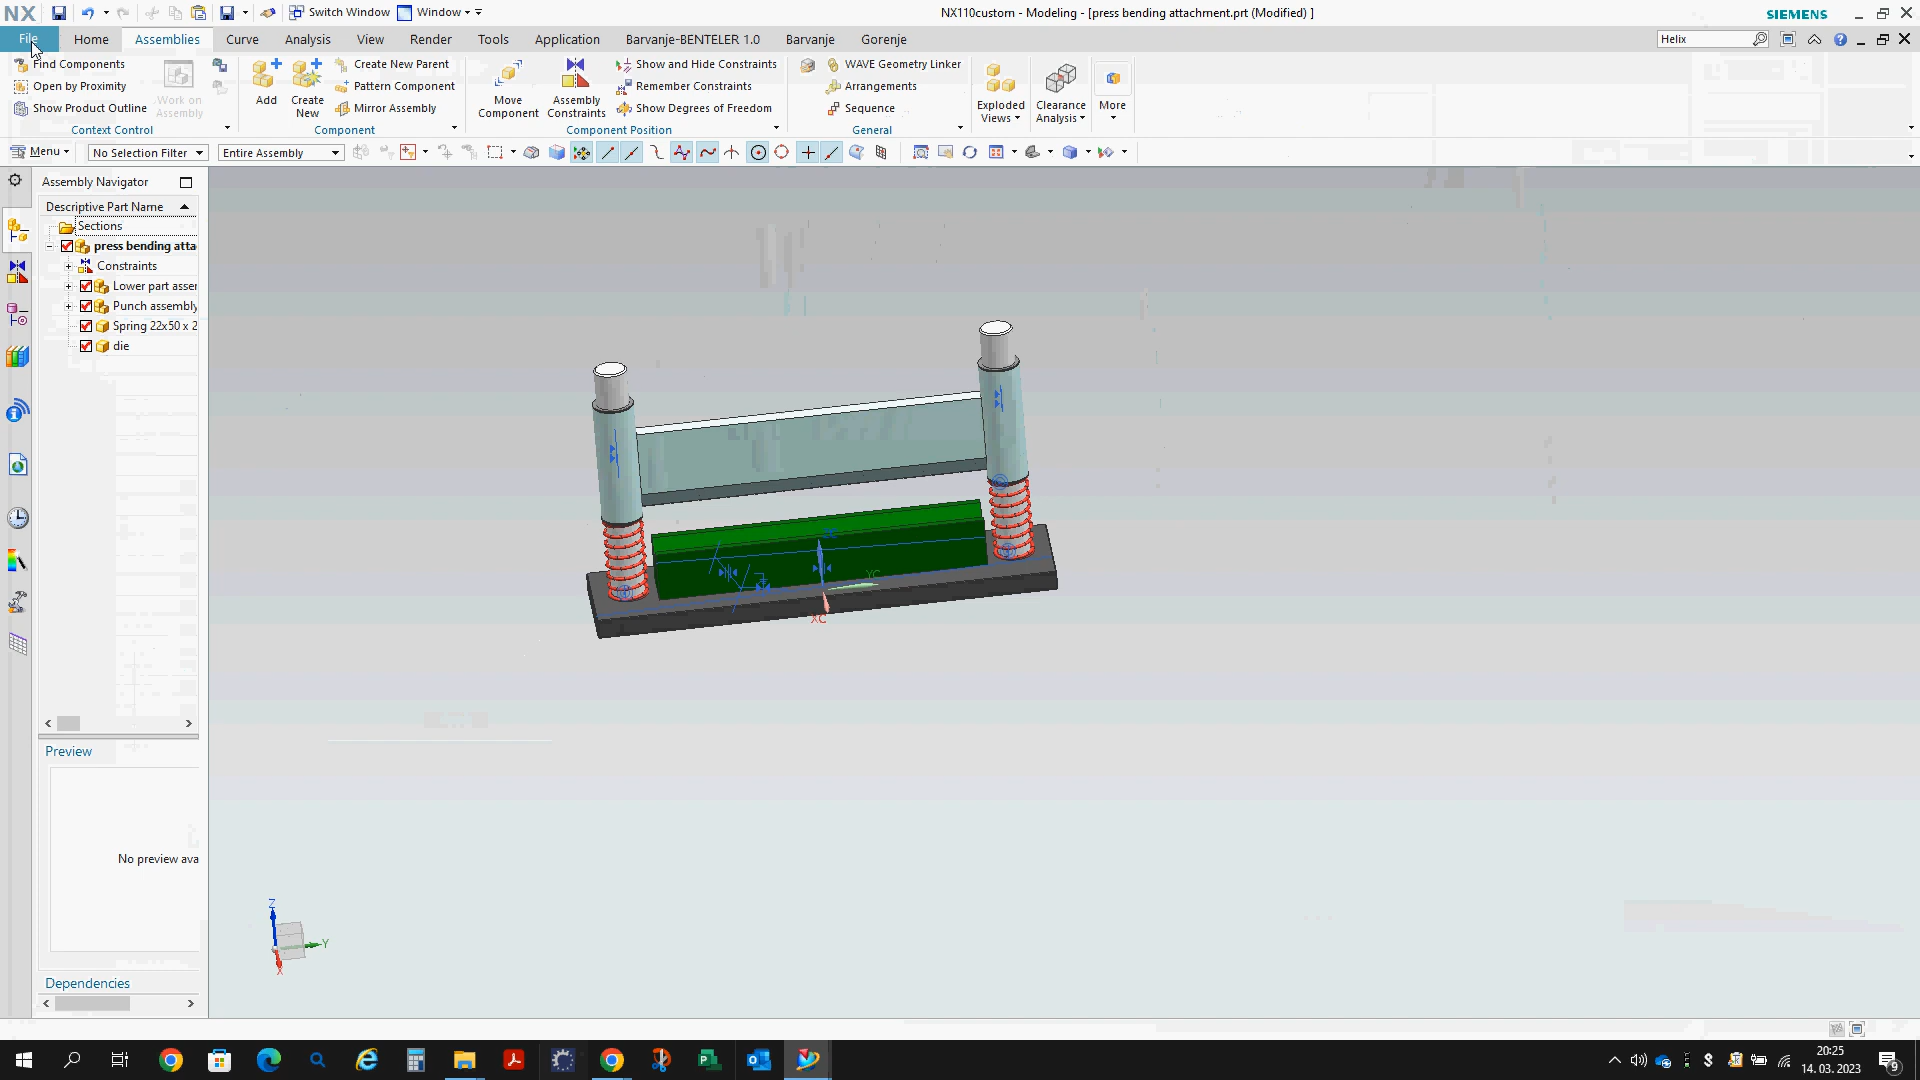 NX
Switch Window
Window
NX110custom - Modeling - [press bending attachment.prt (Modified) ]
SIEMENS
File
Home
Assemblies
Curve
Analysis
View
Render
Tools
Application
Barvanje-BENTELER 1.0
Barvanje
Gorenje
Helix
Find Components
Open by Proximity
Show Product Outline
Work on
Assembly
Context Control
Add
Create
New
Create New Parent
Pattern Component
Mirror Assembly
Component
Move
Component
Assembly
Constraints
Show and Hide Constraints
Remember Constraints
Show Degrees of Freedom
Component Position
WAVE Geometry Linker
Arrangements
Sequence
General
Exploded
Views
Clearance
Analysis
More
Menu
No Selection Filter
Entire Assembly
Assembly Navigator
Descriptive Part Name
Sections
press bending atta
Constraints
Lower part asser
Punch assembly
Spring 22x50 x 2
die
Preview
No preview ava
Dependencies
ZC
YC
XC
Z
Y
X
20:25
14. 03. 2023
9